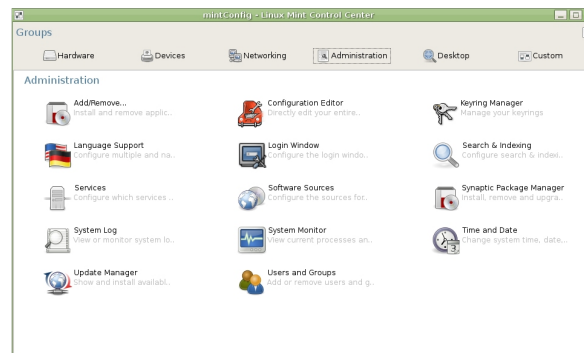 mintConfig - Linux Mint Control Center
Groups
Hardware
Devices
Networking
Administration
Desktop
Custom
Administration
Add/Remove...
Install and remove applic..
Configuration Editor
Directly edit your entire..
Keyring Manager
Manage your keyrings
Language Support
Configure multiple and na..
Login Window
Configure the login windo..
Search & Indexing
Configure search & indexi..
Services
Configure which services ..
Software Sources
Configure the sources for..
Synaptic Package Manager
Install, remove and upgra..
System Log
View or monitor system lo..
System Monitor
View current processes an..
Time and Date
Change system time, date,..
Update Manager
Show and install availabl..
Users and Groups
Add or remove users and g..